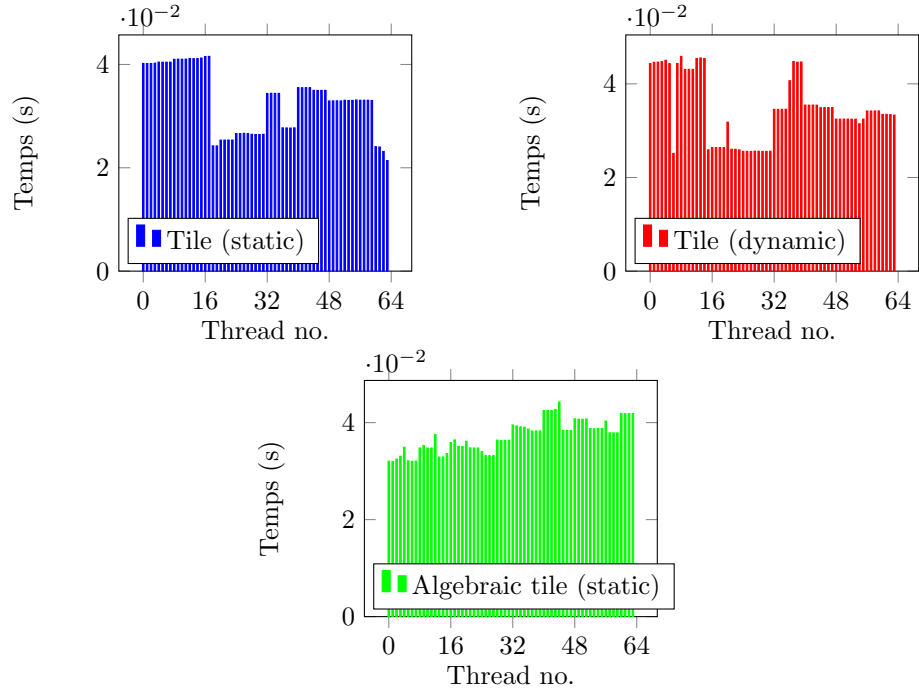 ·10−2
4
2
0
Temps (s)
Tile (static)
0 16 32 48 64
Thread no.
·10−2
4
2
0
Temps (s)
Tile (dynamic)
0 16 32 48 64
Thread no.
·10−2
4
2
0
Temps (s)
Algebraic tile (static)
0 16 32 48 64
Thread no.